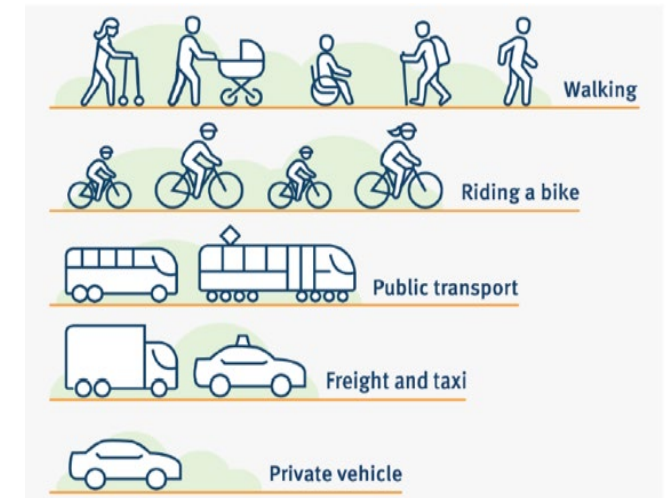 Walking
Riding a bike
Public transport
Freight and taxi
Private vehicle